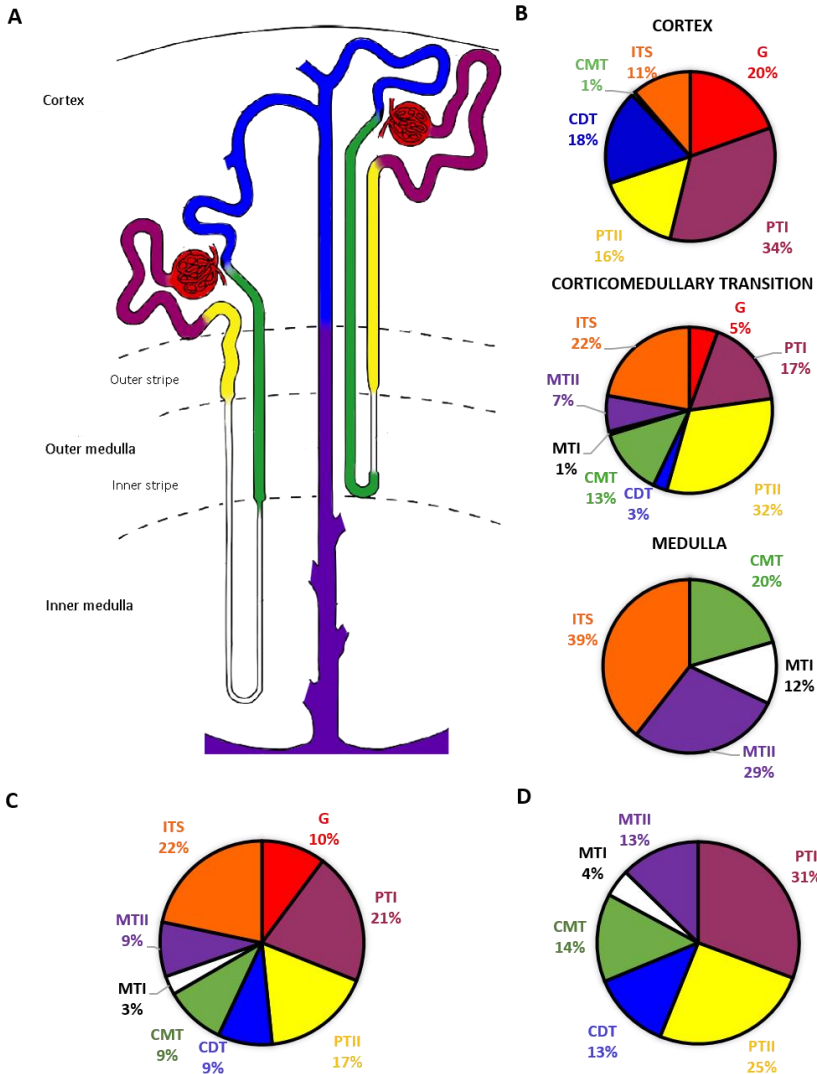 A
Cortex
Outer stripe
Outer medulla
Inner stripe
Inner medulla
B
CORTEX
ITS
11%
G
20%
CMT
1%
CDT
18%
PTII
16%
PTI
34%
CORTICOMEDULLARY TRANSITION
G
5%
ITS
22%
PTI
17%
MTII
7%
MTI
1%
CMT
13%
CDT
3%
PTII
32%
MEDULLA
CMT
20%
ITS
39%
MTI
12%
MTII
29%
C
ITS
22%
G
10%
PTI
21%
MTII
9%
MTI
3%
CMT
9%
CDT
9%
PTII
17%
D
MTII
13%
MTI
4%
PTI
31%
CMT
14%
CDT
13%
PTII
25%